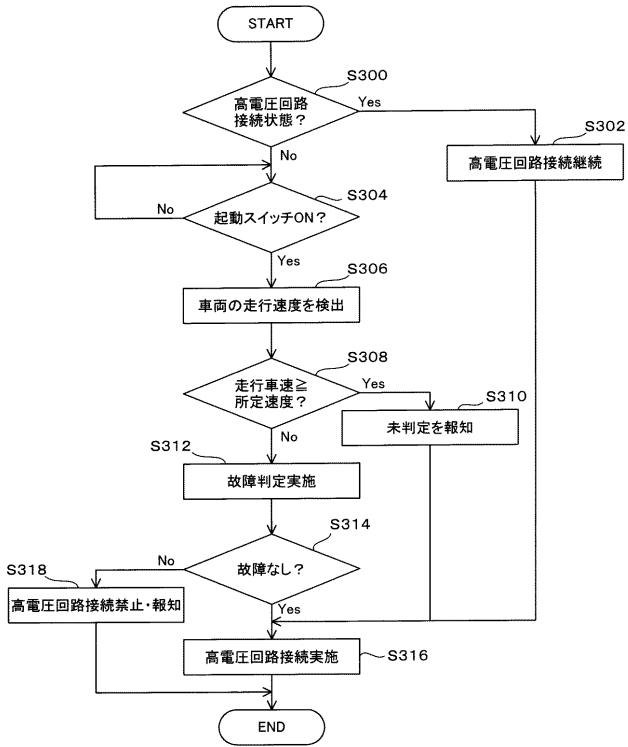 START
S300
高電圧回路
接続状態?
Yes
No
S302
高電圧回路接続継続
S304
起動スイッチON?
No
Yes
S306
車両の走行速度を検出
S308
走行車速≧
所定速度?
Yes
No
S310
未判定を報知
S312
故障判定実施
S314
故障なし?
No
Yes
S318
高電圧回路接続禁止・報知
高電圧回路接続実施
S316
END